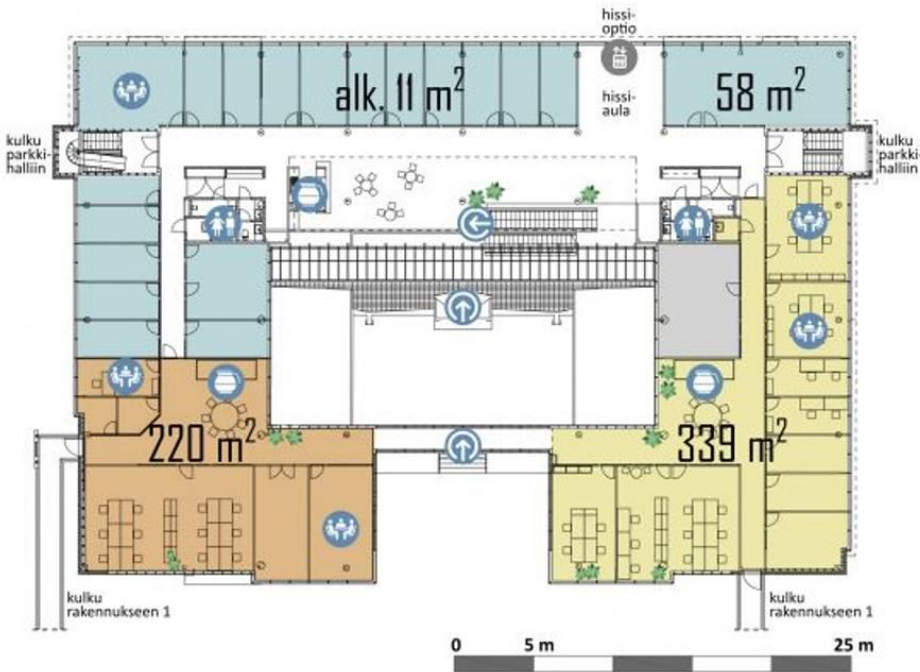 hissi-
optio
alk. 11 m²
hissi-
aula
58 m²
kulku
parkki-
halliin
kulku
parkki-
halliin
220 m²
339 m²
kulku
rakennukseen 1
kulku
rakennukseen 1
0 5 m 25 m